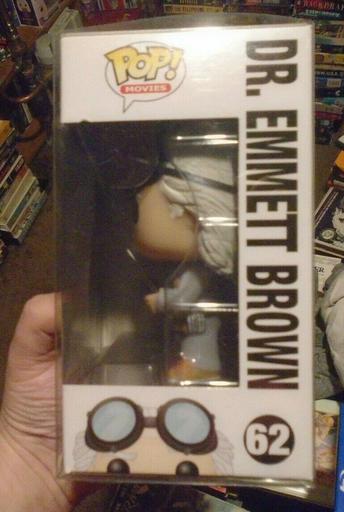 POP!
MOVIES
DR. EMMETT BROWN
62